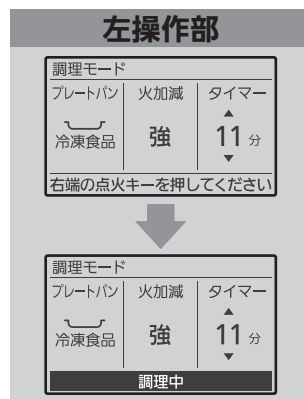 左操作部
調理モード
プレートパン 火加減 タイマー
▲
冷凍食品 強 11 分
▼
右端の点火キーを押してください
調理モード
プレートパン 火加減 タイマー
▲
冷凍食品 強 11 分
▼
調理中